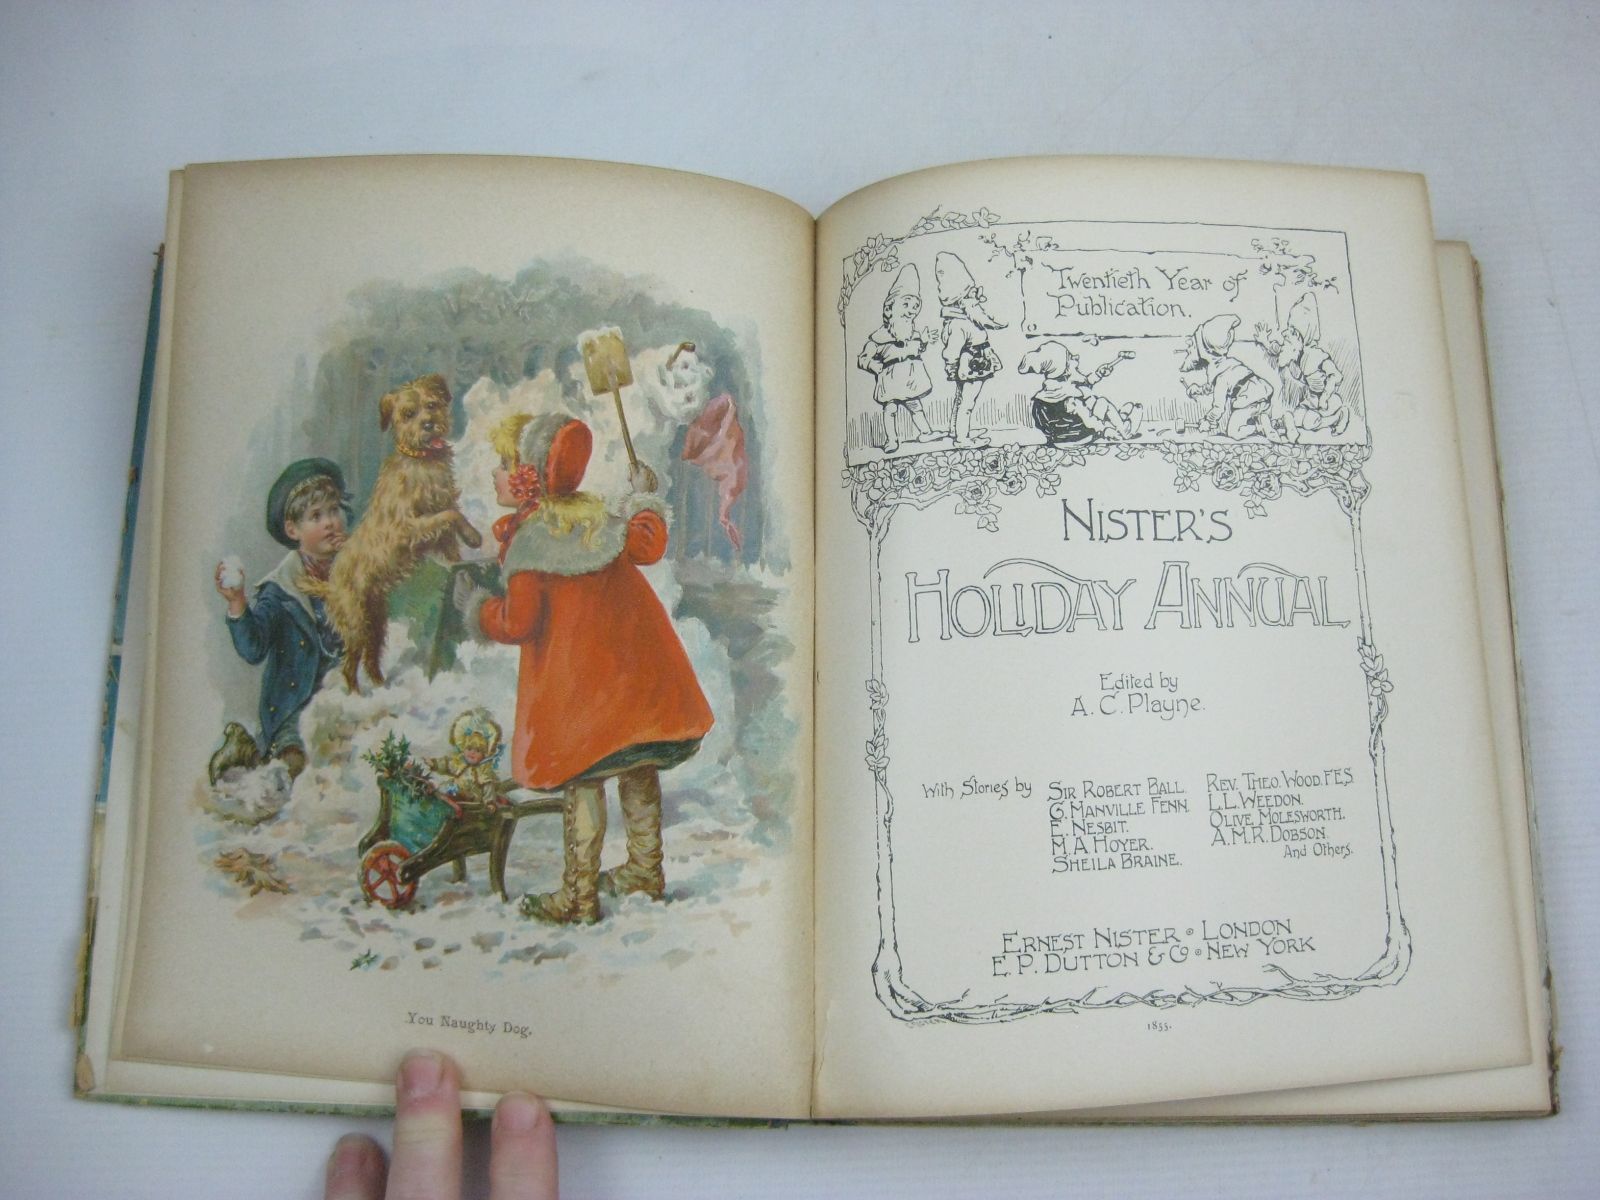 You Naughty Dog.
Twentieth Year of
Publication.
NISTER'S
HOLIDAY ANNUAL
Edited by
A. C. Playne.
With Stories by
SIR ROBERT BALL.
G. MANVILLE FENN.
E. NESBIT.
M. A HOYER.
SHEILA BRAINE.
REV. THEO. WOOD. F.E.S.
L.L. WEEDON.
OLIVE MOLESWORTH.
A.M.R. DOBSON.
And Others.
ERNEST NISTER • LONDON
E. P. DUTTON & Co • NEW YORK
1855.